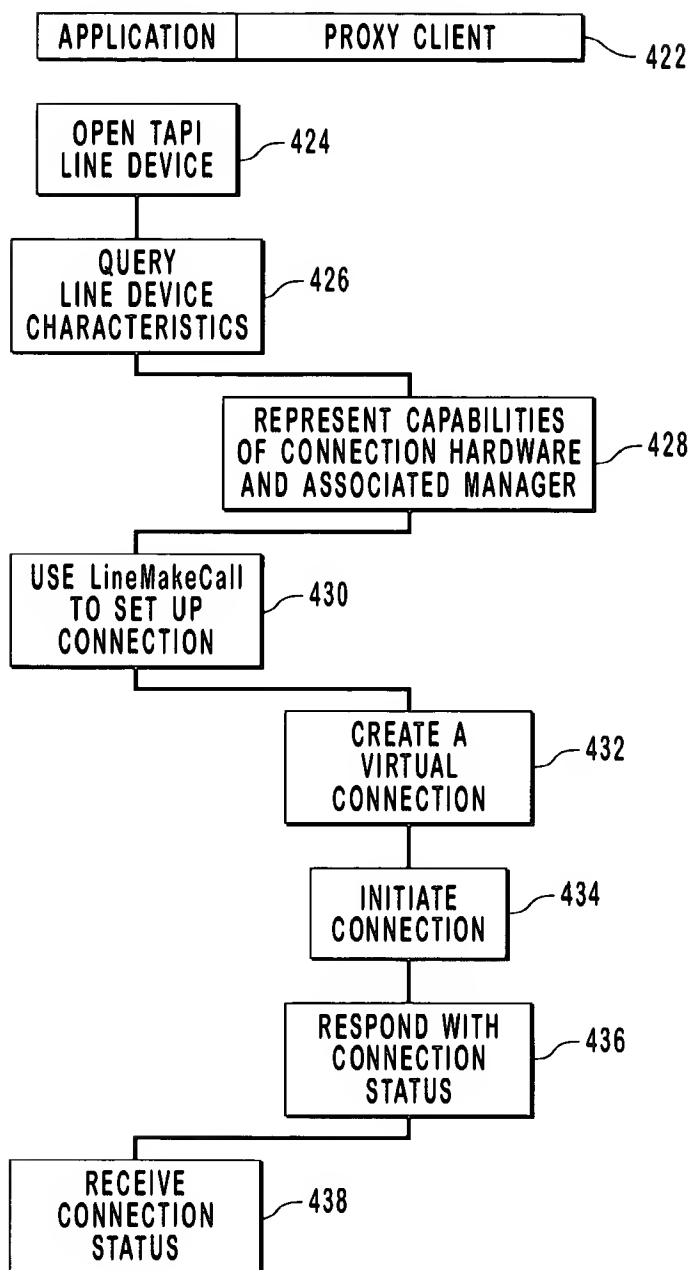 APPLICATION PROXY CLIENT
422
OPEN TAPI
LINE DEVICE
424
QUERY
LINE DEVICE
CHARACTERISTICS
426
REPRESENT CAPABILITIES
OF CONNECTION HARDWARE
AND ASSOCIATED MANAGER
428
USE LineMakeCall
TO SET UP
CONNECTION
430
CREATE A
VIRTUAL
CONNECTION
432
INITIATE
CONNECTION
434
RESPOND WITH
CONNECTION
STATUS
436
RECEIVE
CONNECTION
STATUS
438